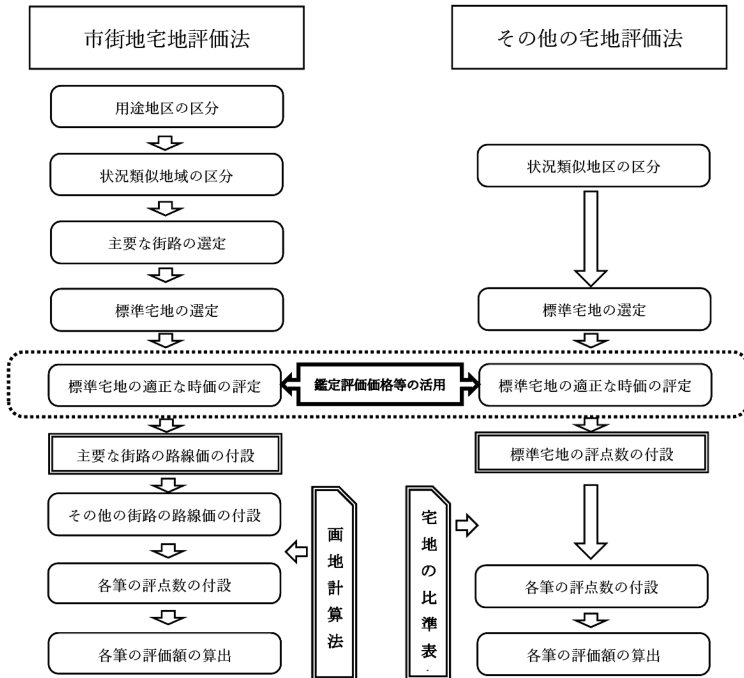 市街地宅地評価法
用途地区の区分
状況類似地域の区分
主要な街路の選定
標準宅地の選定
標準宅地の適正な時価の評定
主要な街路の路線価の付設
その他の街路の路線価の付設
各筆の評点数の付設
各筆の評価額の算出
鑑定評価価格等の活用
画地計算法
その他の宅地評価法
状況類似地区の区分
標準宅地の選定
標準宅地の適正な時価の評定
標準宅地の評点数の付設
宅地の比準表
各筆の評点数の付設
各筆の評価額の算出